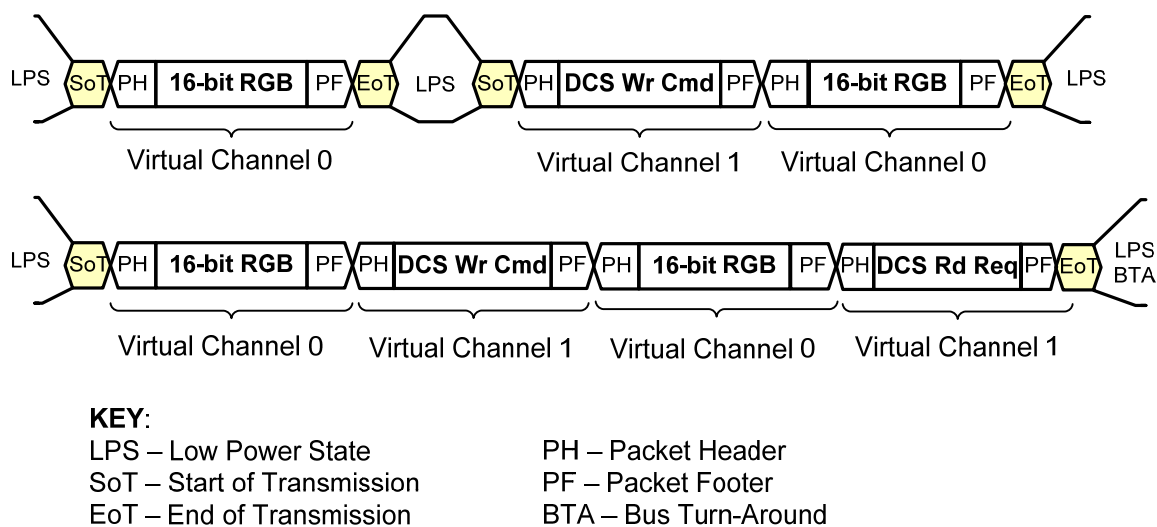 LPS SoT PH 16-bit RGB PF EoT LPS SoT PH DCS Wr Cmd PF PH 16-bit RGB PF EoT LPS
Virtual Channel 0 Virtual Channel 1 Virtual Channel 0
LPS SoT PH 16-bit RGB PF PH DCS Wr Cmd PF PH 16-bit RGB PF PH DCS Rd Req PF EoT LPS
BTA
Virtual Channel 0 Virtual Channel 1 Virtual Channel 0 Virtual Channel 1
KEY:
LPS – Low Power State PH – Packet Header
SoT – Start of Transmission PF – Packet Footer
EoT – End of Transmission BTA – Bus Turn-Around